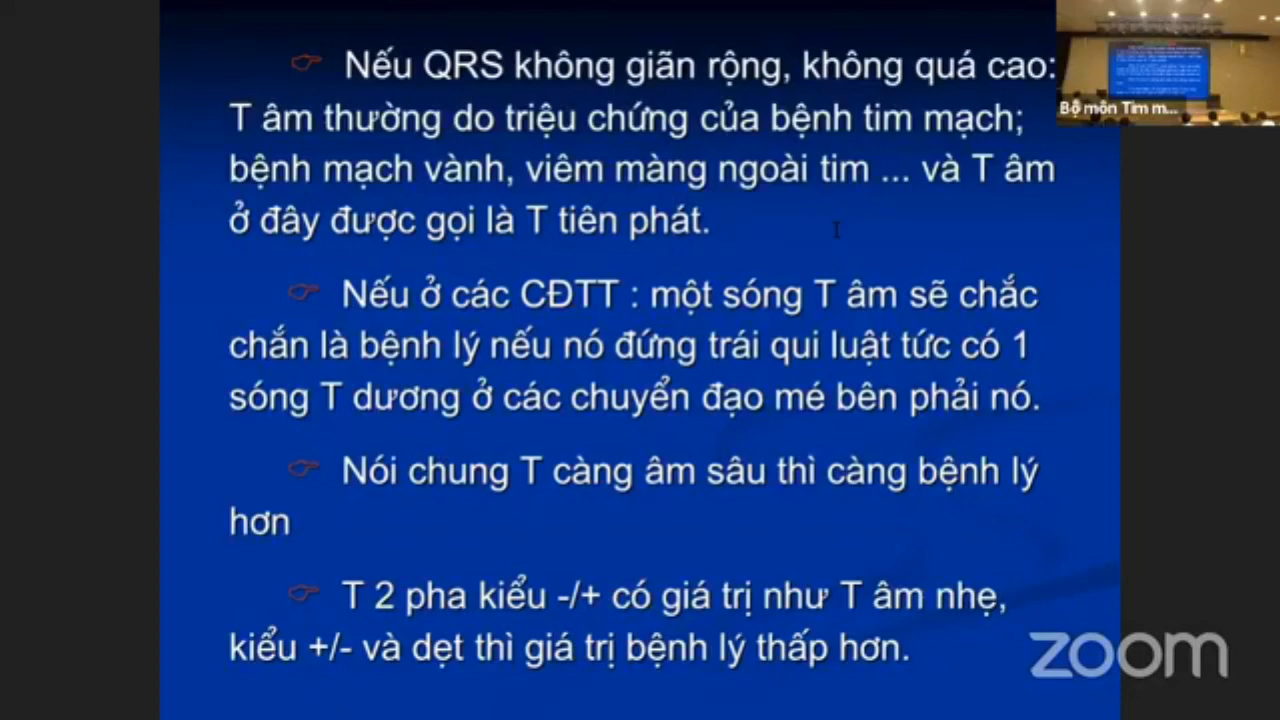 Nếu QRS không giãn rộng, không quá cao:
T âm thường do triệu chứng của bệnh tim mạch;
bệnh mạch vành, viêm màng ngoài tim ... và T âm
ở đây được gọi là T tiên phát.
Nếu ở các CĐTT : một sóng T âm sẽ chắc
chắn là bệnh lý nếu nó đứng trái qui luật tức có 1
sóng T dương ở các chuyển đạo mé bên phải nó.
Nói chung T càng âm sâu thì càng bệnh lý
hơn
T 2 pha kiểu -/+ có giá trị như T âm nhẹ,
kiểu +/- và dẹt thì giá trị bệnh lý thấp hơn.
Bộ môn Tim m...
zoom